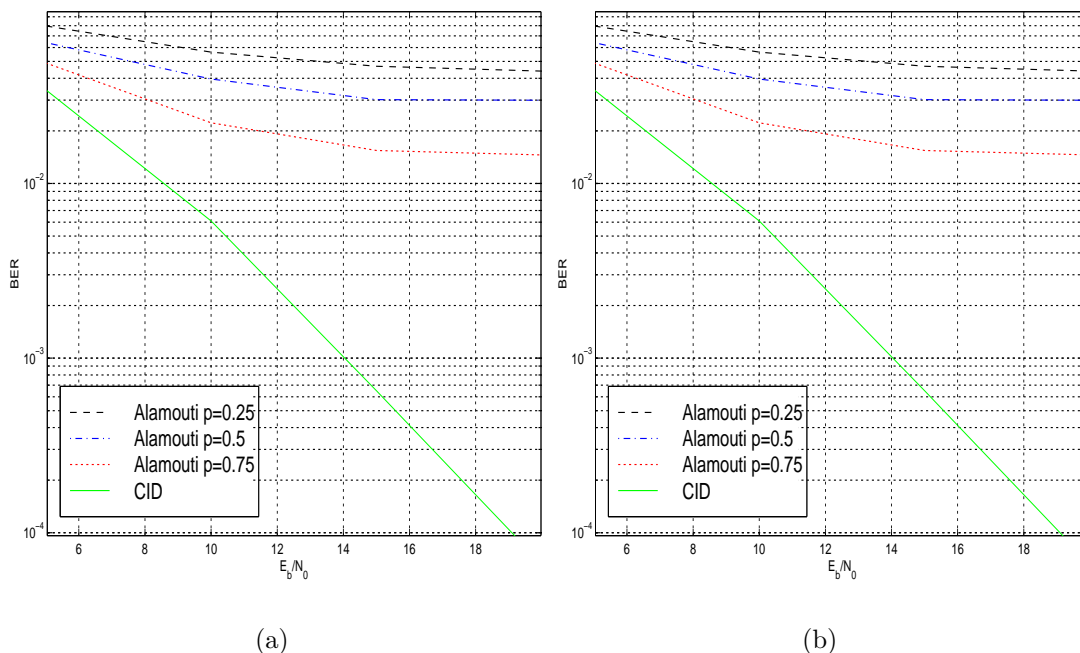 10⁻²
10⁻³
10⁻⁴
BER
6 8 10 12 14 16 18
E_b/N_0
Alamouti p=0.25
Alamouti p=0.5
Alamouti p=0.75
CID
(a)
10⁻²
10⁻³
10⁻⁴
BER
6 8 10 12 14 16 18
E_b/N_0
Alamouti p=0.25
Alamouti p=0.5
Alamouti p=0.75
CID
(b)